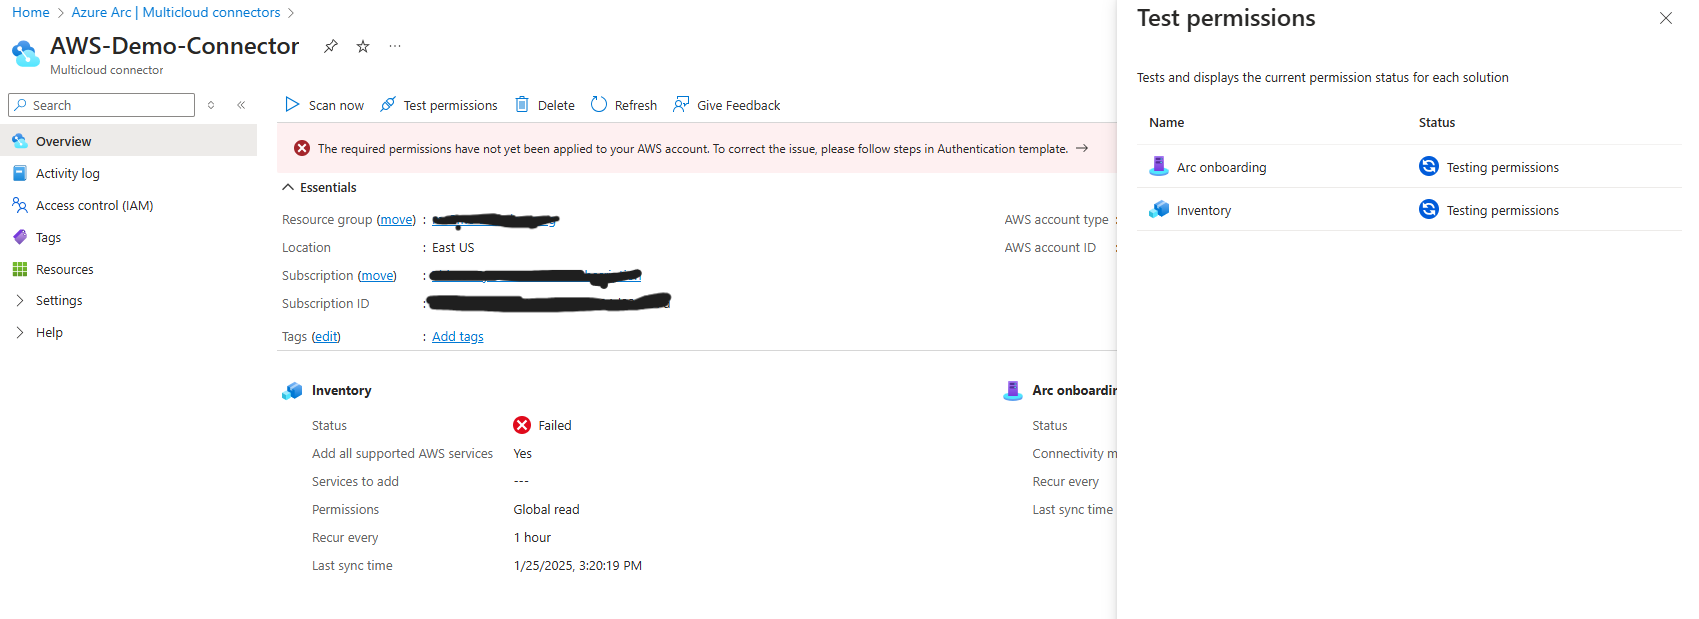 Home > Azure Arc | Multicloud connectors >
AWS-Demo-Connector
Multicloud connector
Search
Overview
Activity log
Access control (IAM)
Tags
Resources
Settings
Help
Scan now Test permissions Delete Refresh Give Feedback
The required permissions have not yet been applied to your AWS account. To correct the issue, please follow steps in Authentication template. →
Essentials
Resource group (move) :
Location : East US
Subscription (move) :
Subscription ID :
Tags (edit) : Add tags
AWS account type :
AWS account ID :
Inventory
Status Failed
Add all supported AWS services Yes
Services to add ---
Permissions Global read
Recur every 1 hour
Last sync time 1/25/2025, 3:20:19 PM
Arc
Status
Connectivity
Recur every
Last sync time
Test permissions
Tests and displays the current permission status for each solution
Name Status
Arc onboarding Testing permissions
Inventory Testing permissions